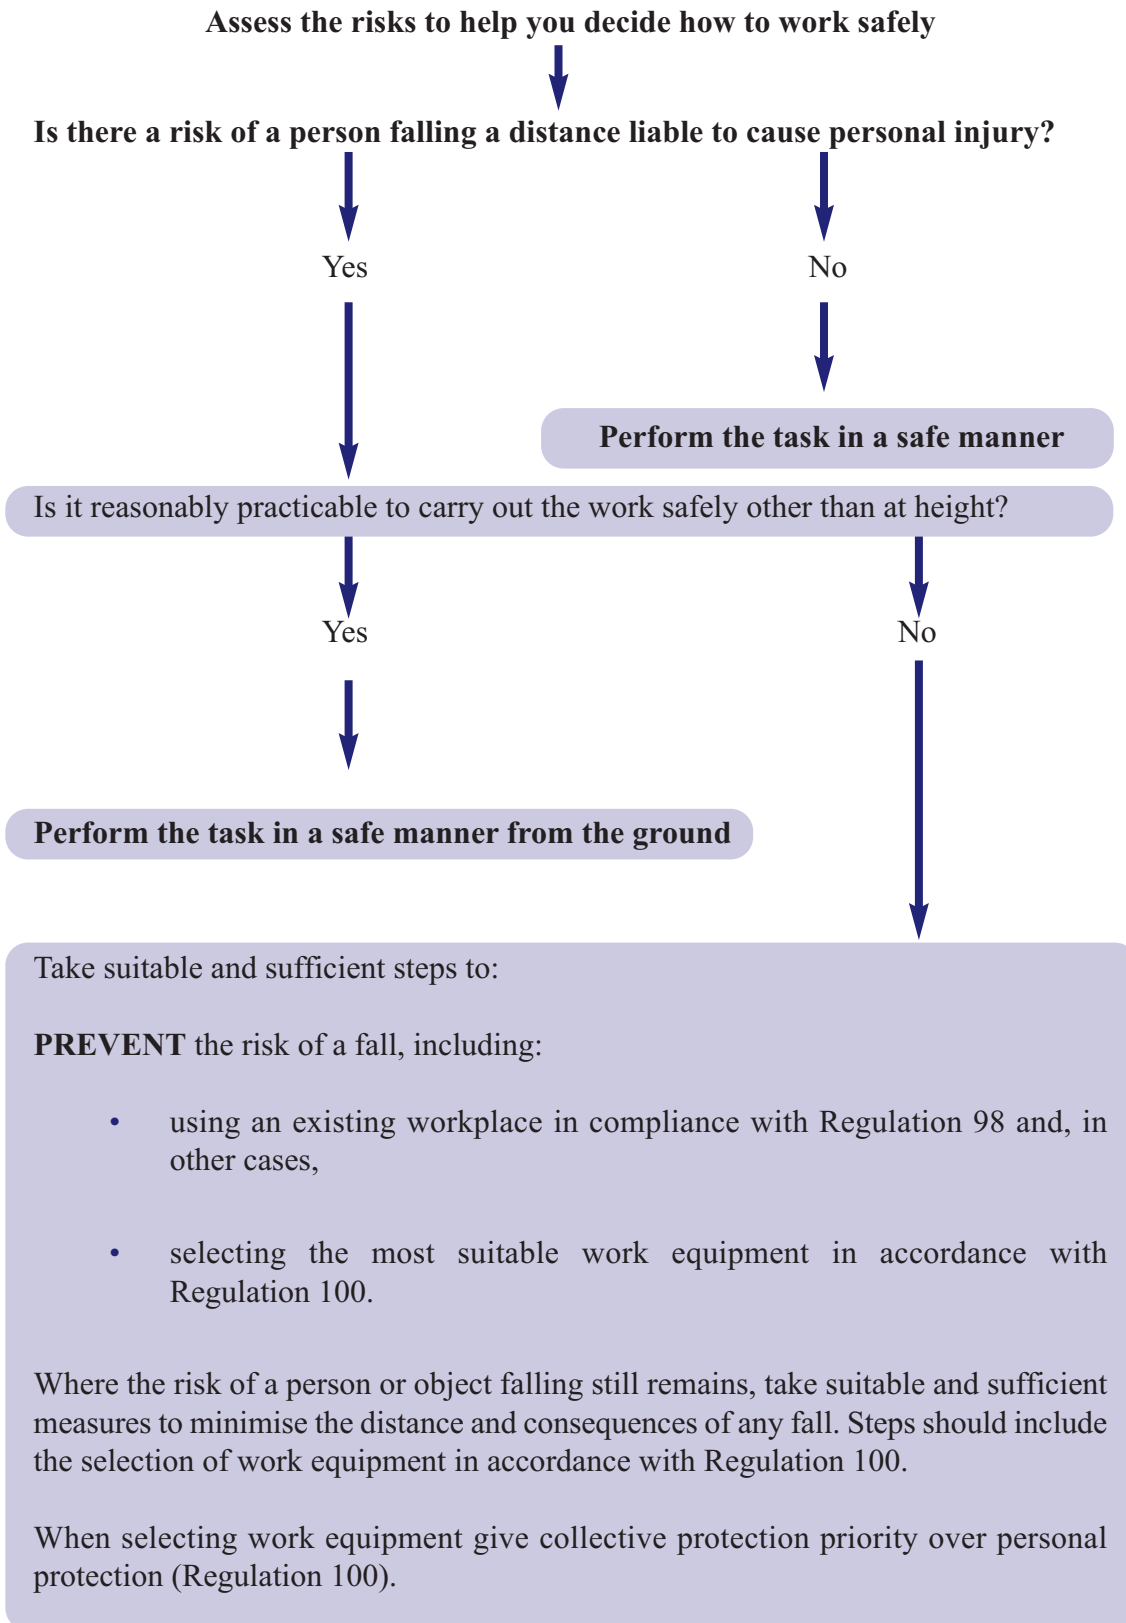 Assess the risks to help you decide how to work safely
Is there a risk of a person falling a distance liable to cause personal injury?
Yes
No
Perform the task in a safe manner
Is it reasonably practicable to carry out the work safely other than at height?
Yes
No
Perform the task in a safe manner from the ground
Take suitable and sufficient steps to:
PREVENT the risk of a fall, including:
• using an existing workplace in compliance with Regulation 98 and, in
other cases,
• selecting the most suitable work equipment in accordance with
Regulation 100.
Where the risk of a person or object falling still remains, take suitable and sufficient
measures to minimise the distance and consequences of any fall. Steps should include
the selection of work equipment in accordance with Regulation 100.
When selecting work equipment give collective protection priority over personal
protection (Regulation 100).